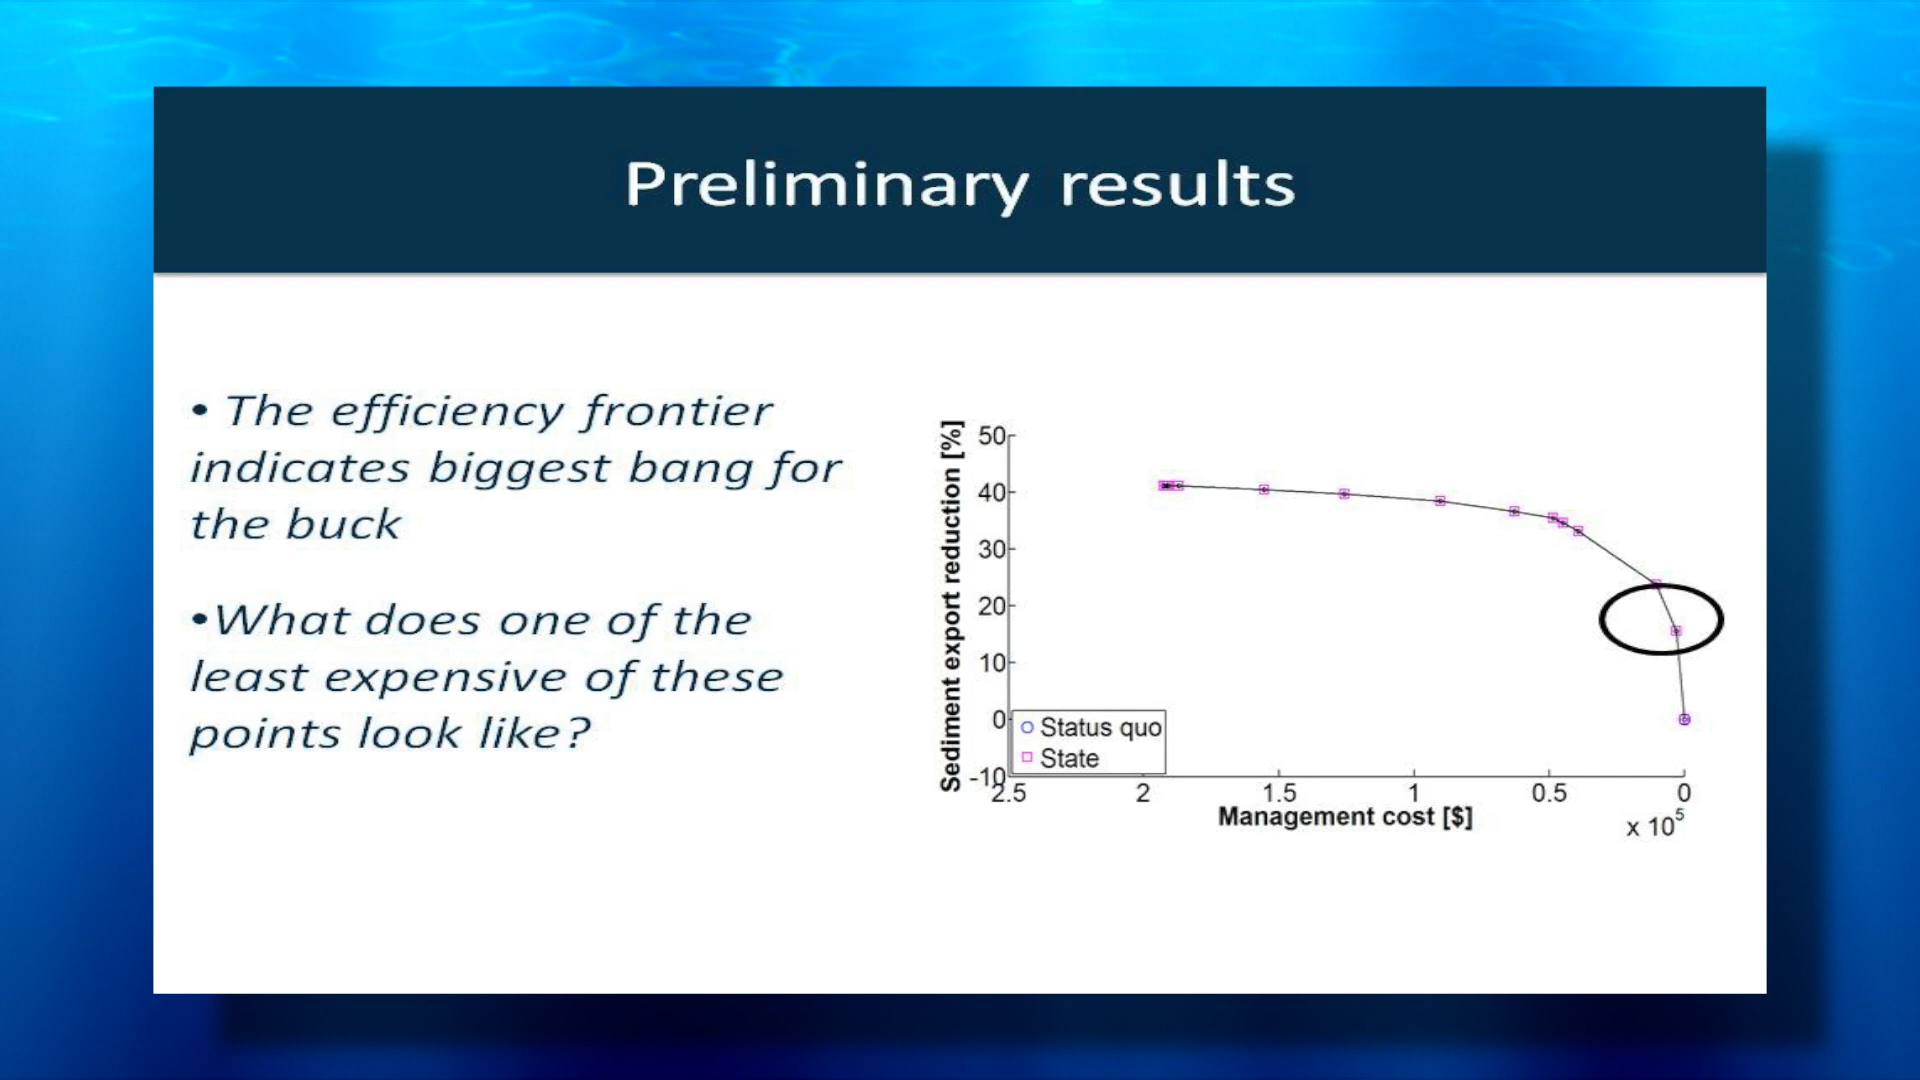 Preliminary results
• The efficiency frontier
indicates biggest bang for
the buck
•What does one of the
least expensive of these
points look like?
Sediment export reduction [%]
50
40
30
20
10
0
-10
Status quo
State
2.5 2 1.5 1 0.5 0
Management cost [$]
x 10⁵